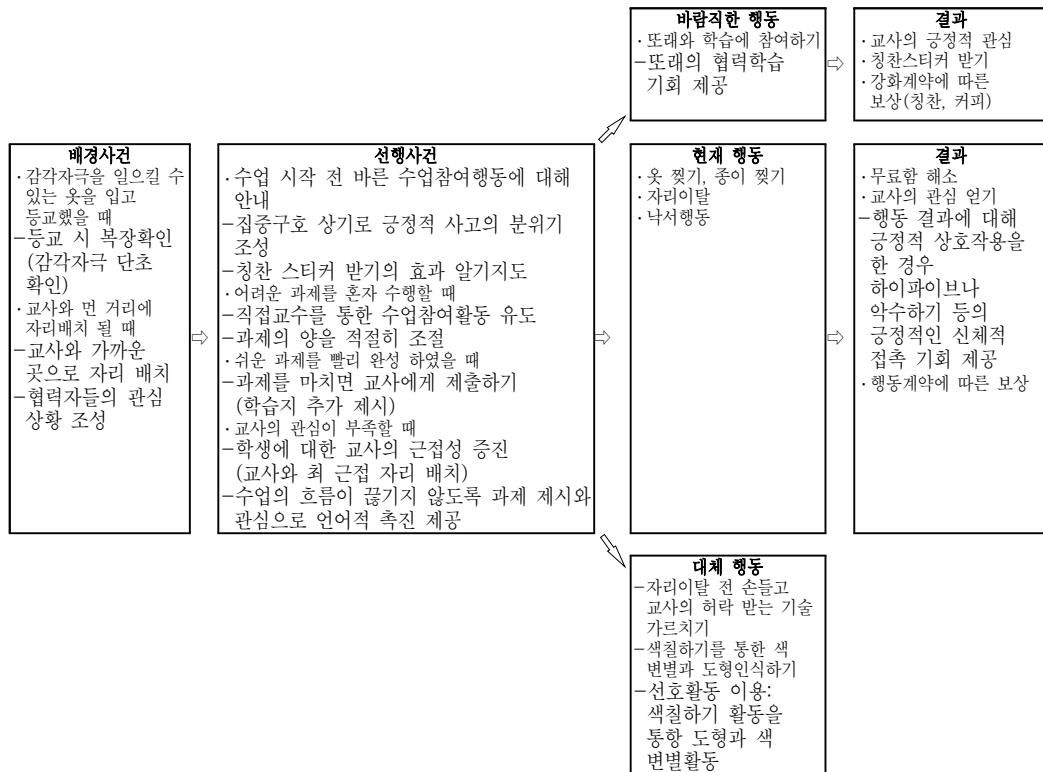 바람직한 행동
· 또래와 학습에 참여하기
-또래의 협력학습
기회 제공
⇨
결과
· 교사의 긍정적 관심
· 칭찬스티커 받기
· 강화계약에 따른
보상(칭찬, 커피)
배경사건
· 감각자극을 일으킬 수
있는 옷을 입고
등교했을 때
-등교 시 복장확인
(감각자극 단초
확인)
· 교사와 먼 거리에
자리배치 될 때
-교사와 가까운
곳으로 자리 배치
-협력자들의 관심
상황 조성
⇨
선행사건
· 수업 시작 전 바른 수업참여행동에 대해
안내
-집중구호 상기로 긍정적 사고의 분위기
조성
-칭찬 스티커 받기의 효과 알기지도
· 어려운 과제를 혼자 수행할 때
-직접교수를 통한 수업참여활동 유도
-과제의 양을 적절히 조절
· 쉬운 과제를 빨리 완성 하였을 때
-과제를 마치면 교사에게 제출하기
(학습지 추가 제시)
· 교사의 관심이 부족할 때
-학생에 대한 교사의 근접성 증진
(교사와 최 근접 자리 배치)
-수업의 흐름이 끊기지 않도록 과제 제시와
관심으로 언어적 촉진 제공
⇨
현재 행동
· 옷 찢기, 종이 찢기
· 자리이탈
· 낙서행동
⇨
결과
· 무료함 해소
· 교사의 관심 얻기
-행동 결과에 대해
긍정적 상호작용을
한 경우
하이파이브나
악수하기 등의
긍정적인 신체적
접촉 기회 제공
· 행동계약에 따른 보상
대체 행동
-자리이탈 전 손들고
교사의 허락 받는 기술
가르치기
-색칠하기를 통한 색
변별과 도형인식하기
-선호활동 이용:
색칠하기 활동을
통항 도형과 색
변별활동